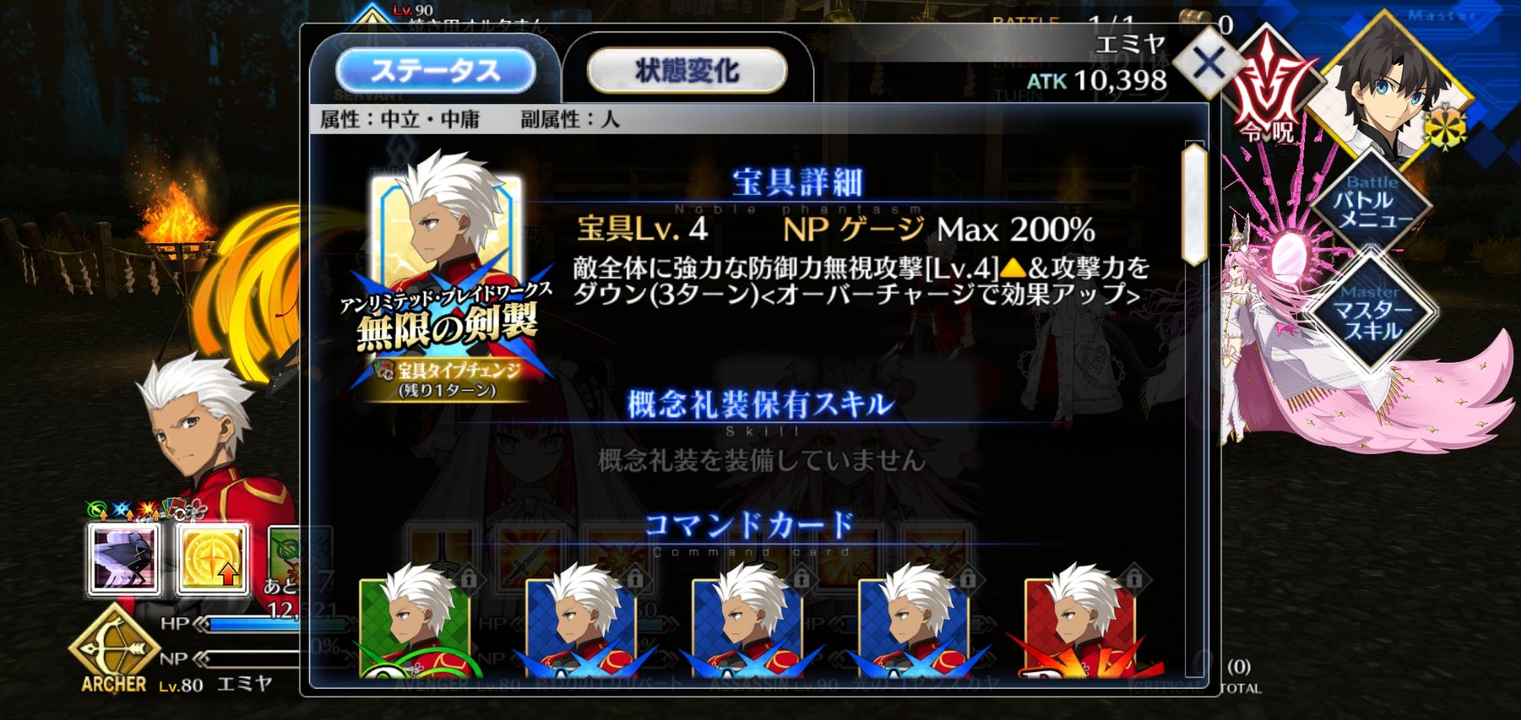 Lv.90
BATTLE 1/1
0
Master
ステータス
状態変化
エミヤ
ATK 10,398
令呪
属性：中立・中庸 副属性：人
宝具詳細
Noble phantasm
宝具Lv. 4 NP ゲージ Max 200%
敵全体に強力な防御力無視攻撃[Lv.4]&攻撃力を
ダウン(3ターン)<オーバーチャージで効果アップ>
アンリミテッド・ブレイドワークス
無限の剣製
宝具タイプチェンジ
(残り1ターン)
Battle
バトル
メニュー
Master
マスター
スキル
概念礼装保有スキル
Skill
概念礼装を装備していません
コマンドカード
Command card
あと
HP
NP
ARCHER Lv.80 エミヤ
AVENGER Lv.80
ASSASSIN Lv.90
CRITICAL
(0)
TOTAL